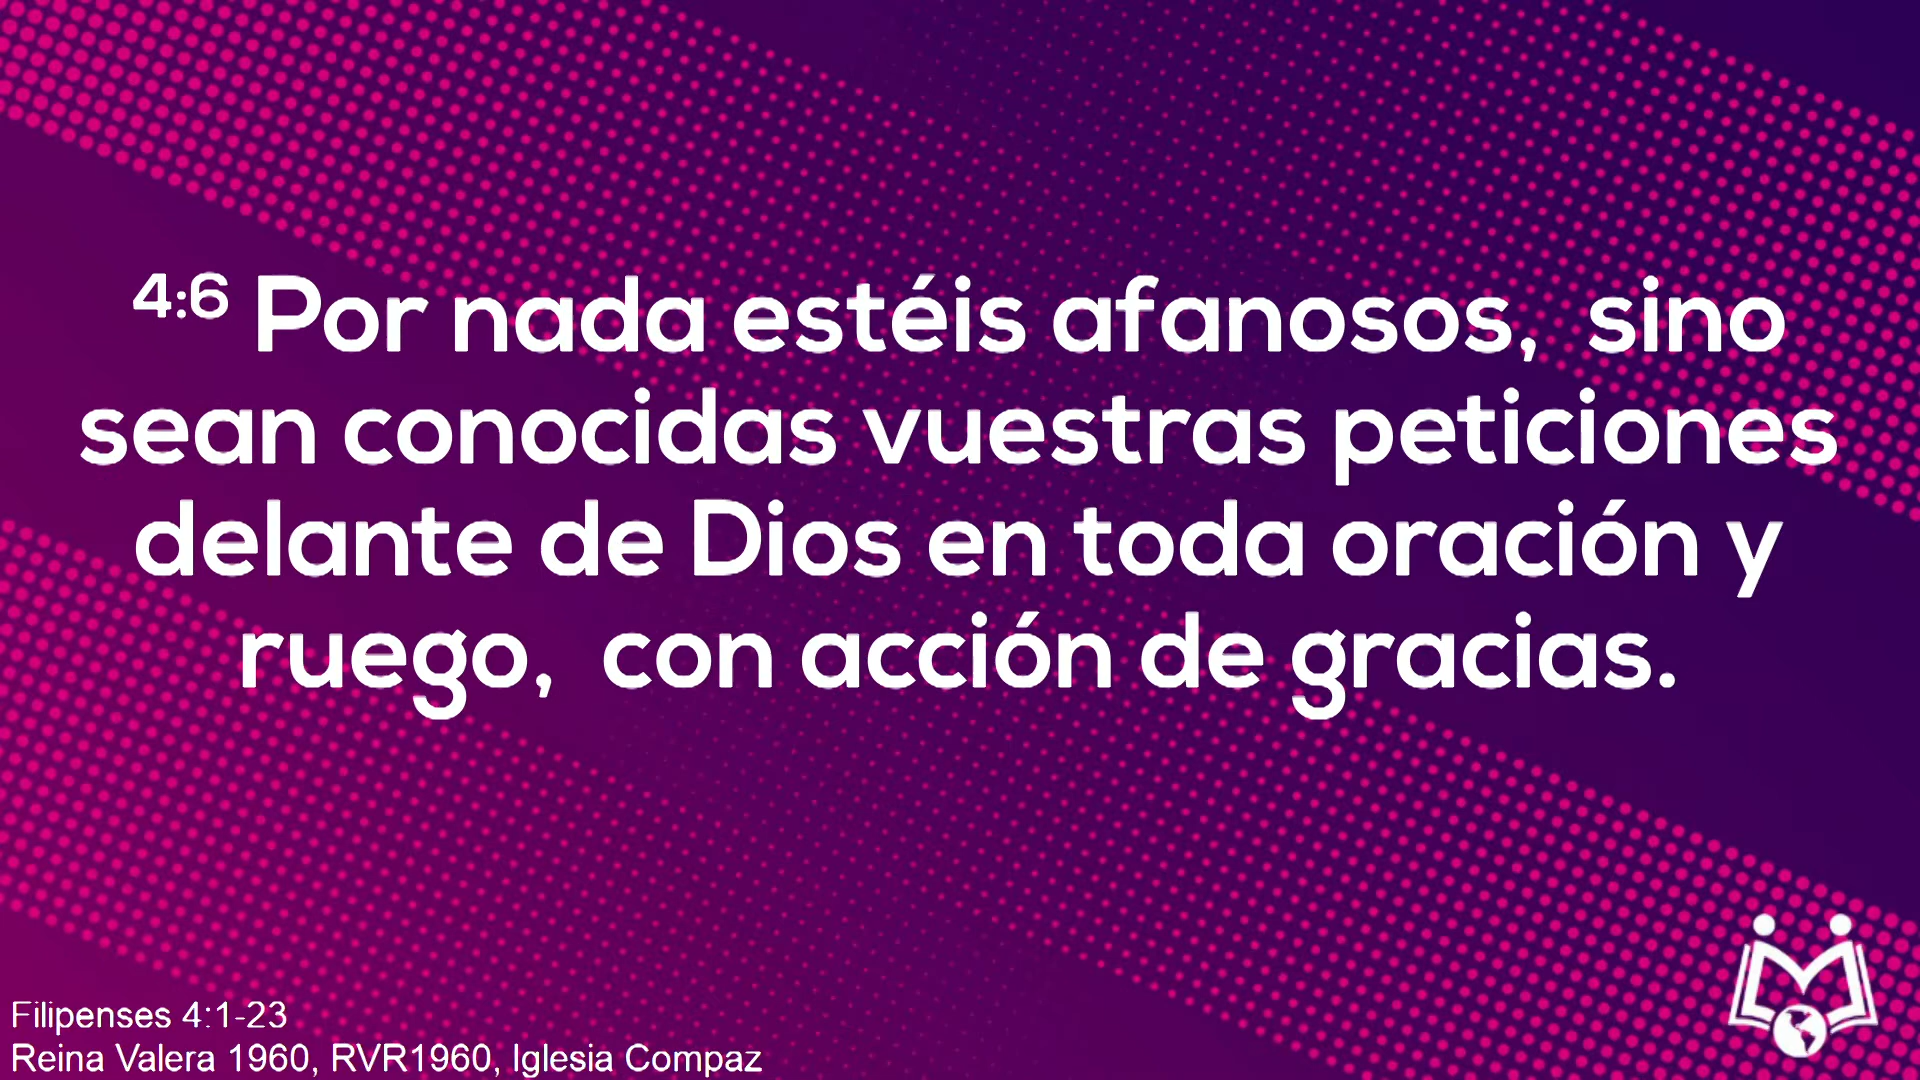 4:6 Por nada estéis afanosos,  sino
sean conocidas vuestras peticiones
delante de Dios en toda oración y
ruego,  con acción de gracias.
Filipenses 4:1-23
Reina Valera 1960, RVR1960, Iglesia Compaz